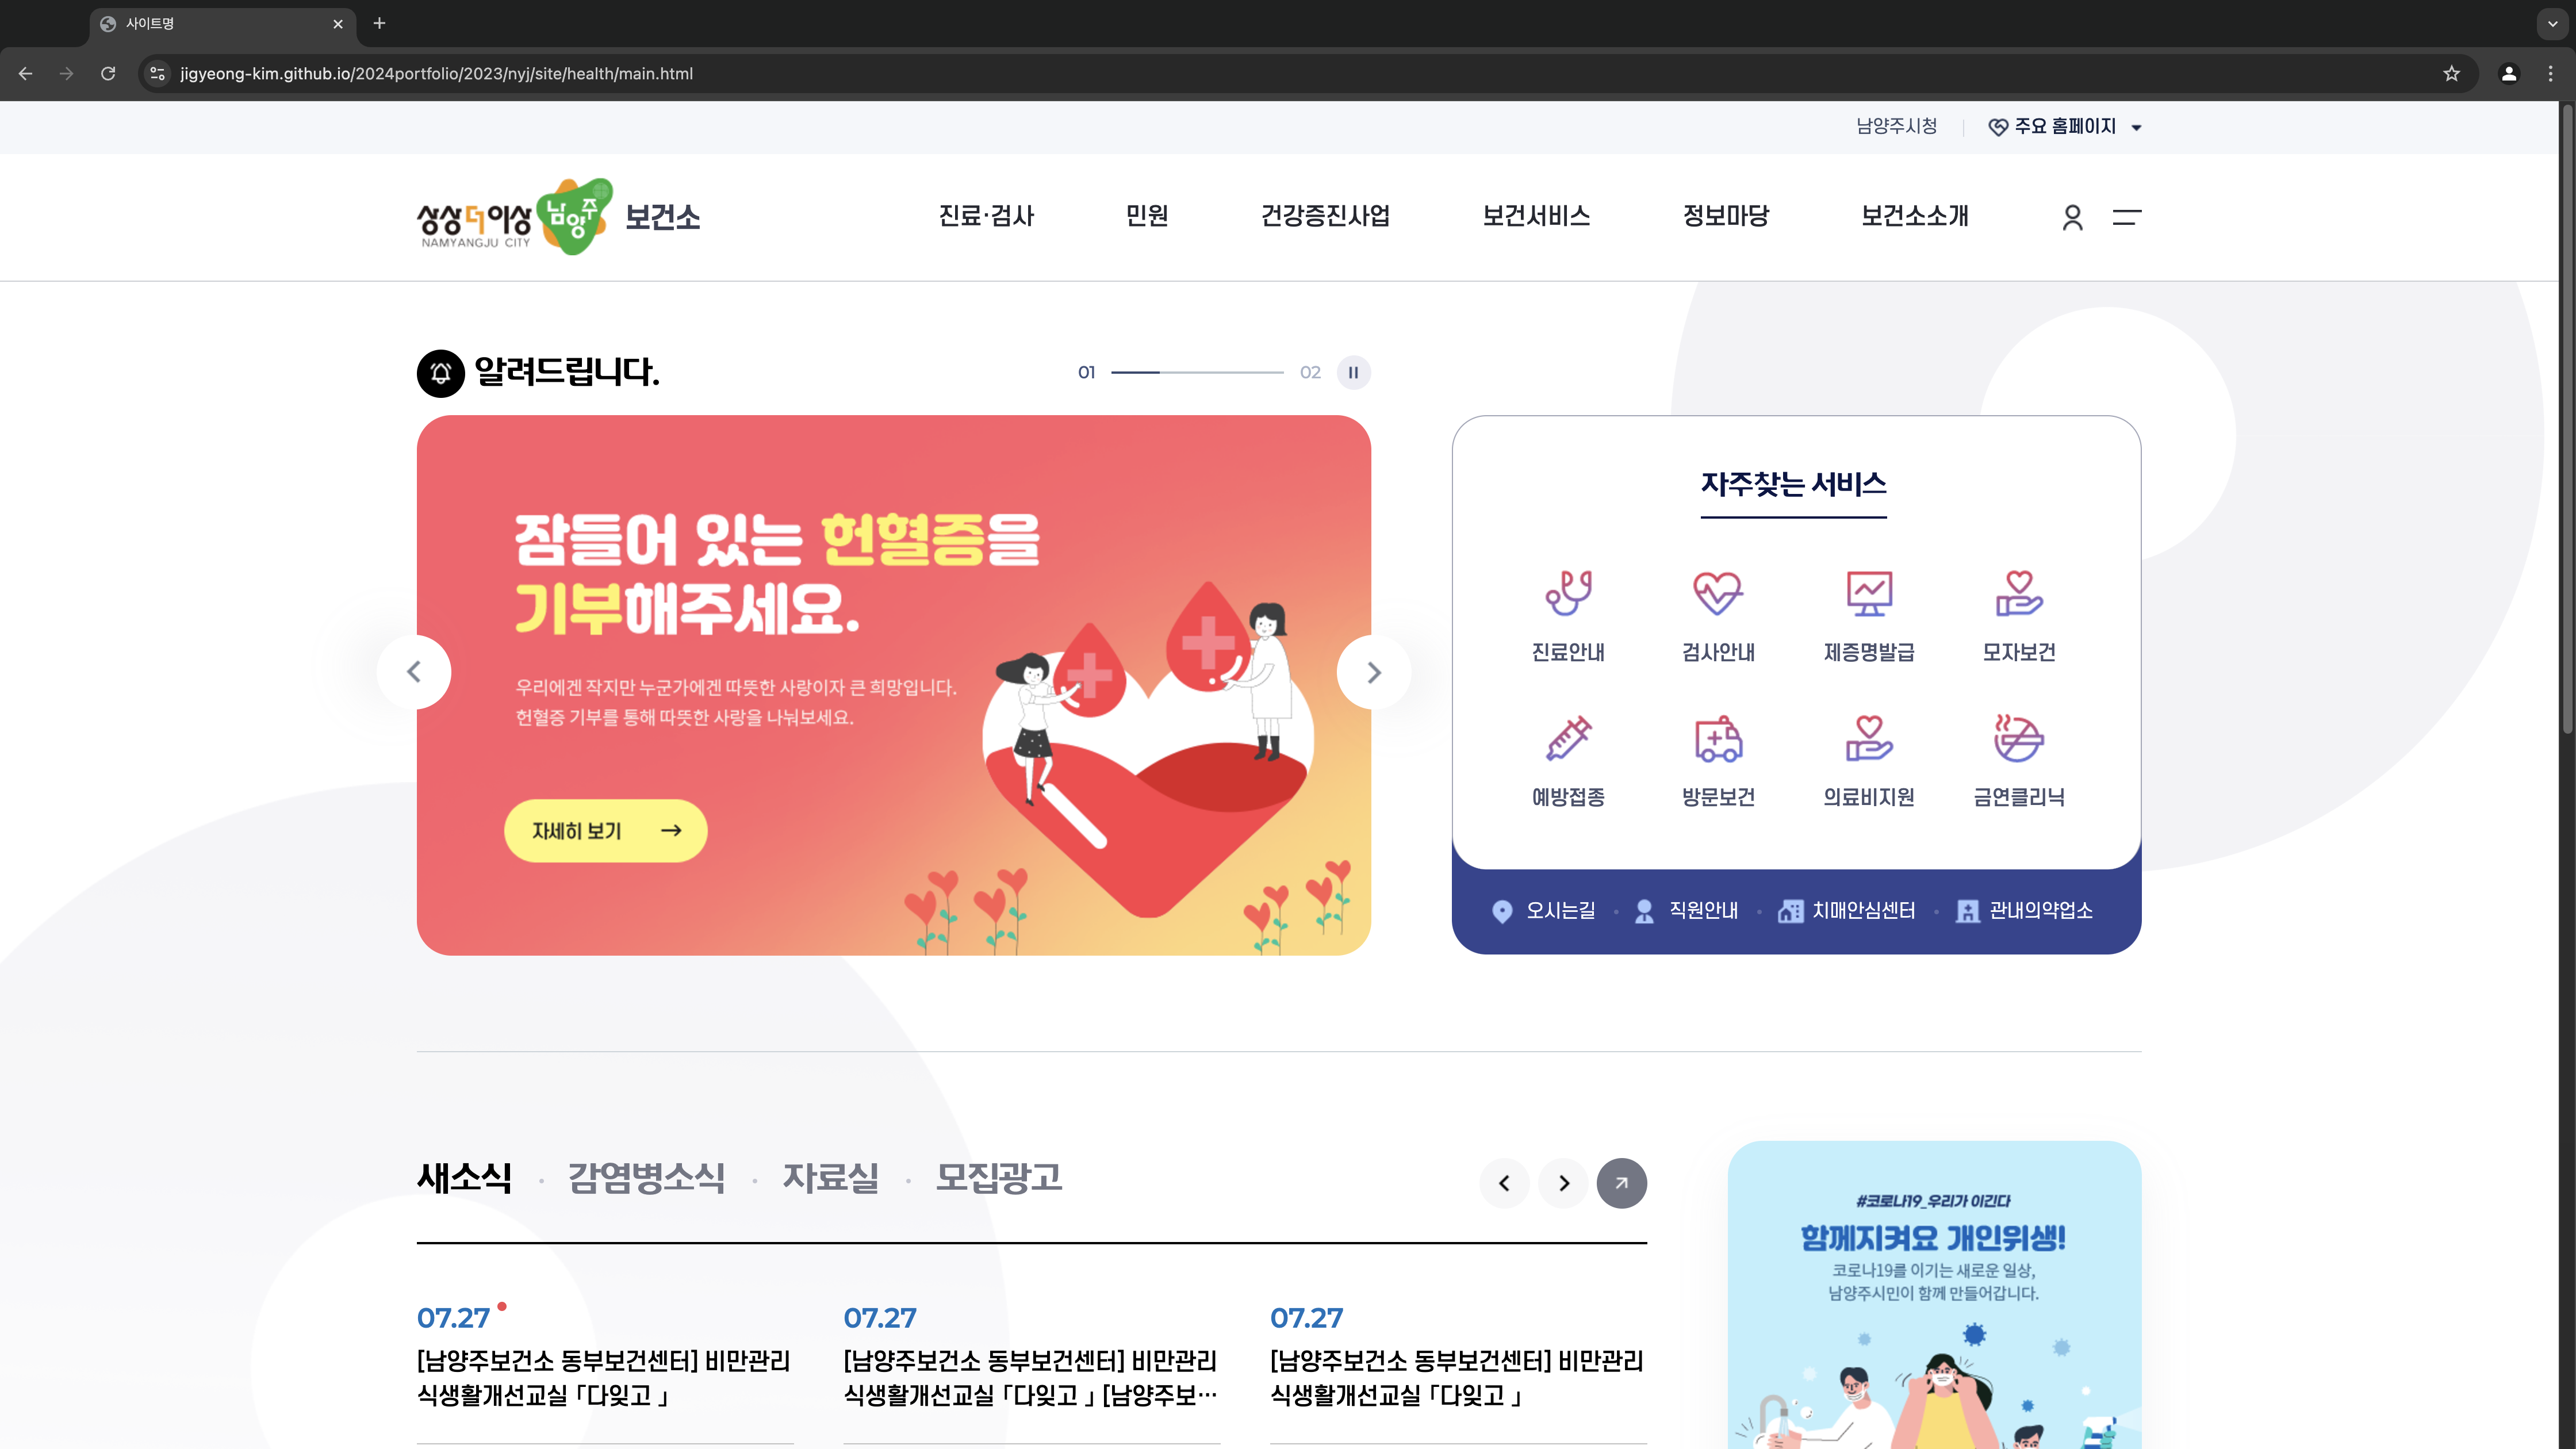 사이트명
jigyeong-kim.github.io/2024portfolio/2023/nyj/site/health/main.html
남양주시청
주요 홈페이지
상상더이상
NAMYANGJU CITY
남양주
보건소
진료·검사
민원
건강증진사업
보건서비스
정보마당
보건소소개
알려드립니다.
01
02
잠들어 있는 헌혈증을
기부해주세요.
우리에겐 작지만 누군가에겐 따뜻한 사랑이자 큰 희망입니다.
헌혈증 기부를 통해 따뜻한 사랑을 나눠보세요.
자세히 보기
자주찾는 서비스
진료안내
검사안내
제증명발급
모자보건
예방접종
방문보건
의료비지원
금연클리닉
오시는길
직원안내
치매안심센터
관내의약업소
새소식
감염병소식
자료실
모집광고
07.27
[남양주보건소 동부보건센터] 비만관리
식생활개선교실 「다잊고 」
07.27
[남양주보건소 동부보건센터] 비만관리
식생활개선교실 「다잊고 」 [남양주보…
07.27
[남양주보건소 동부보건센터] 비만관리
식생활개선교실 「다잊고 」
#코로나19_우리가 이긴다
함께지켜요 개인위생!
코로나19를 이기는 새로운 일상,
남양주시민이 함께 만들어갑니다.